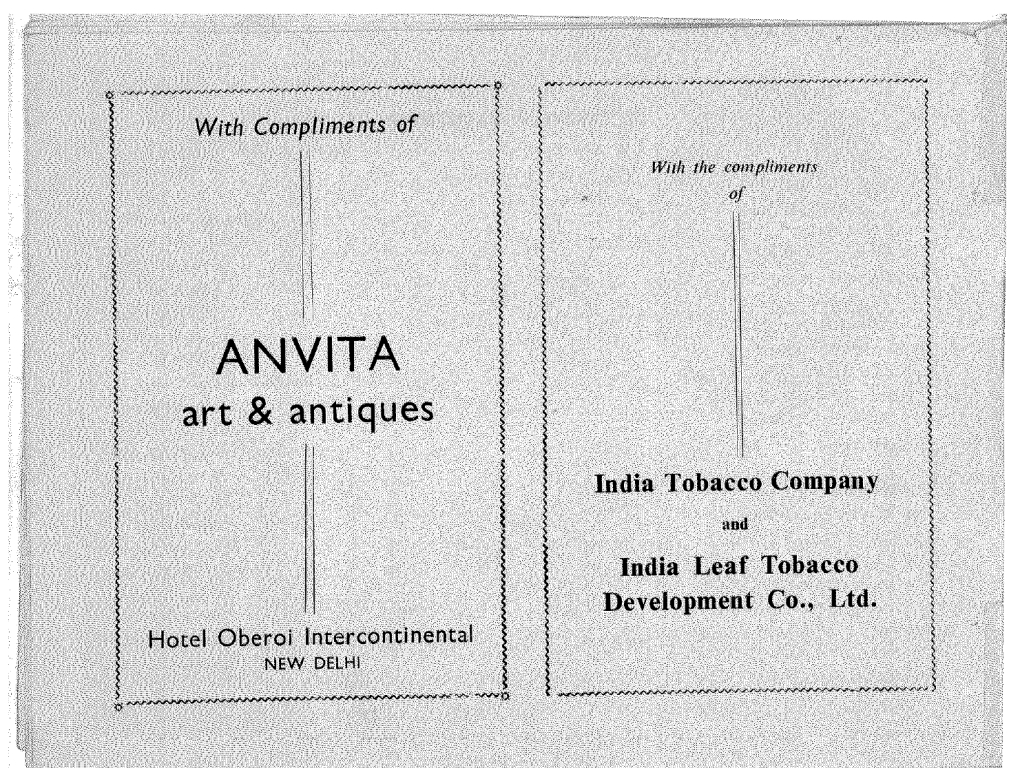 With Compliments of
ANVITA
art & antiques
Hotel Oberoi Intercontinental
NEW DELHI
With the compliments
of
India Tobacco Company
and
India Leaf Tobacco
Development Co., Ltd.